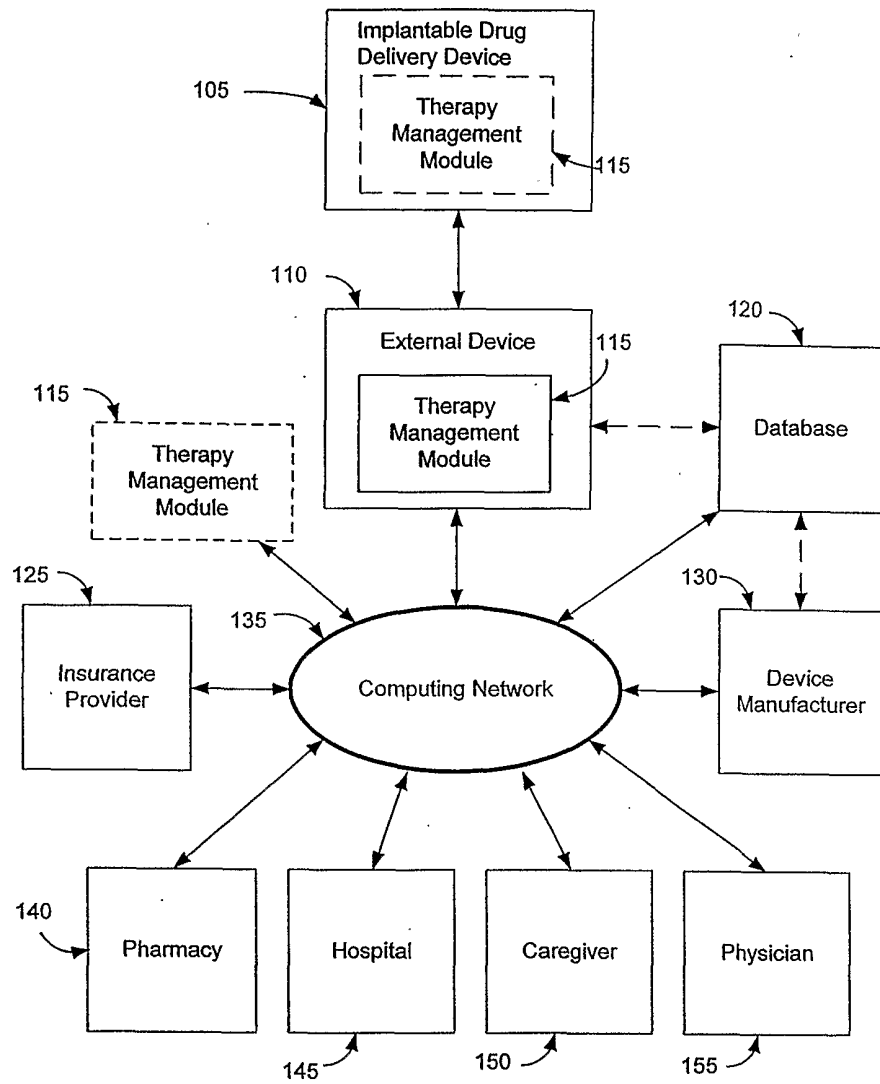 Implantable Drug
Delivery Device
105
Therapy
Management
Module
115
110
External Device
115
120
115
Therapy
Management
Module
Therapy
Management
Module
Database
125
135
130
Insurance
Provider
Computing Network
Device
Manufacturer
140
Pharmacy
Hospital
Caregiver
Physician
145
150
155